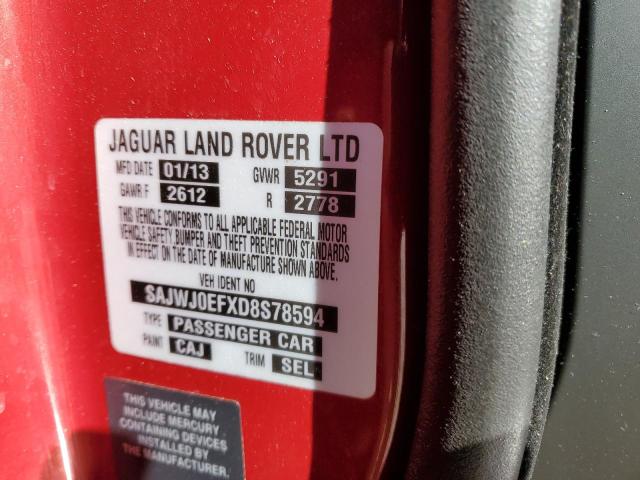 JAGUAR LAND ROVER LTD
MFD DATE 01/13 GVWR 5291
GAWR F 2612 R 2778
THIS VEHICLE CONFORMS TO ALL APPLICABLE FEDERAL MOTOR
VEHICLE SAFETY BUMPER AND THEFT PREVENTION STANDARDS
IN EFFECT ON THE DATE OF MANUFACTURE SHOWN ABOVE.
VEH IDENT NO
SAJWJ0EFXD8S78594
TYPE PASSENGER CAR
PAINT CAJ TRIM SEL
THIS VEHICLE MAY
INCLUDE MERCURY
CONTAINING DEVICES
INSTALLED BY
THE MANUFACTURER.